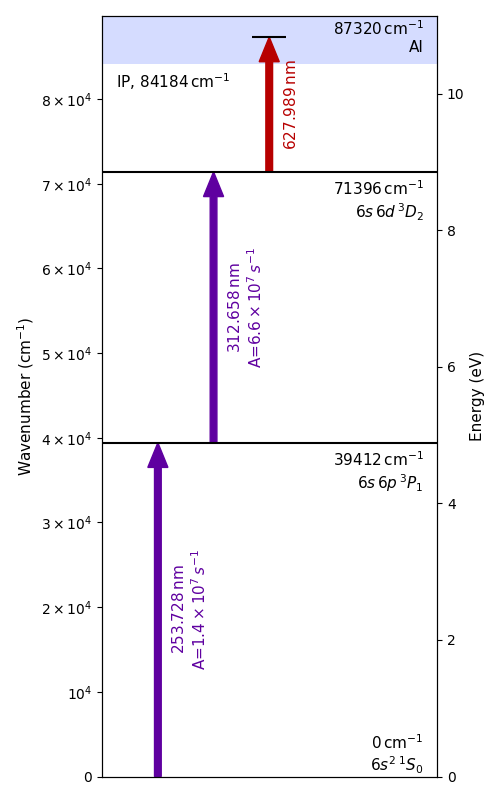 87320 cm⁻¹
AI
IP, 84184 cm⁻¹
627.989 nm
71396 cm⁻¹
6s 6d ³D₂
312.658 nm
A=6.6 × 10⁷ s⁻¹
39412 cm⁻¹
6s 6p ³P₁
253.728 nm
A=1.4 × 10⁷ s⁻¹
0 cm⁻¹
6s² ¹S₀
Wavenumber (cm⁻¹)
8 × 10⁴
7 × 10⁴
6 × 10⁴
5 × 10⁴
4 × 10⁴
3 × 10⁴
2 × 10⁴
10⁴
0
Energy (eV)
10
8
6
4
2
0